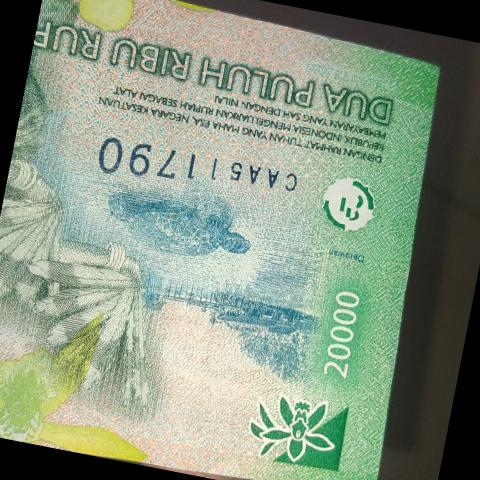 CAA511790
DENGAN RAHMAT TUHAN YANG MAHA ESA, NEGARA KESATUAN
REPUBLIK INDONESIA MENGELUARKAN RUPIAH SEBAGAI ALAT
PEMBAYARAN YANG SAH DENGAN NILAI
DUA PULUH RIBU RUP
Derawan
20000